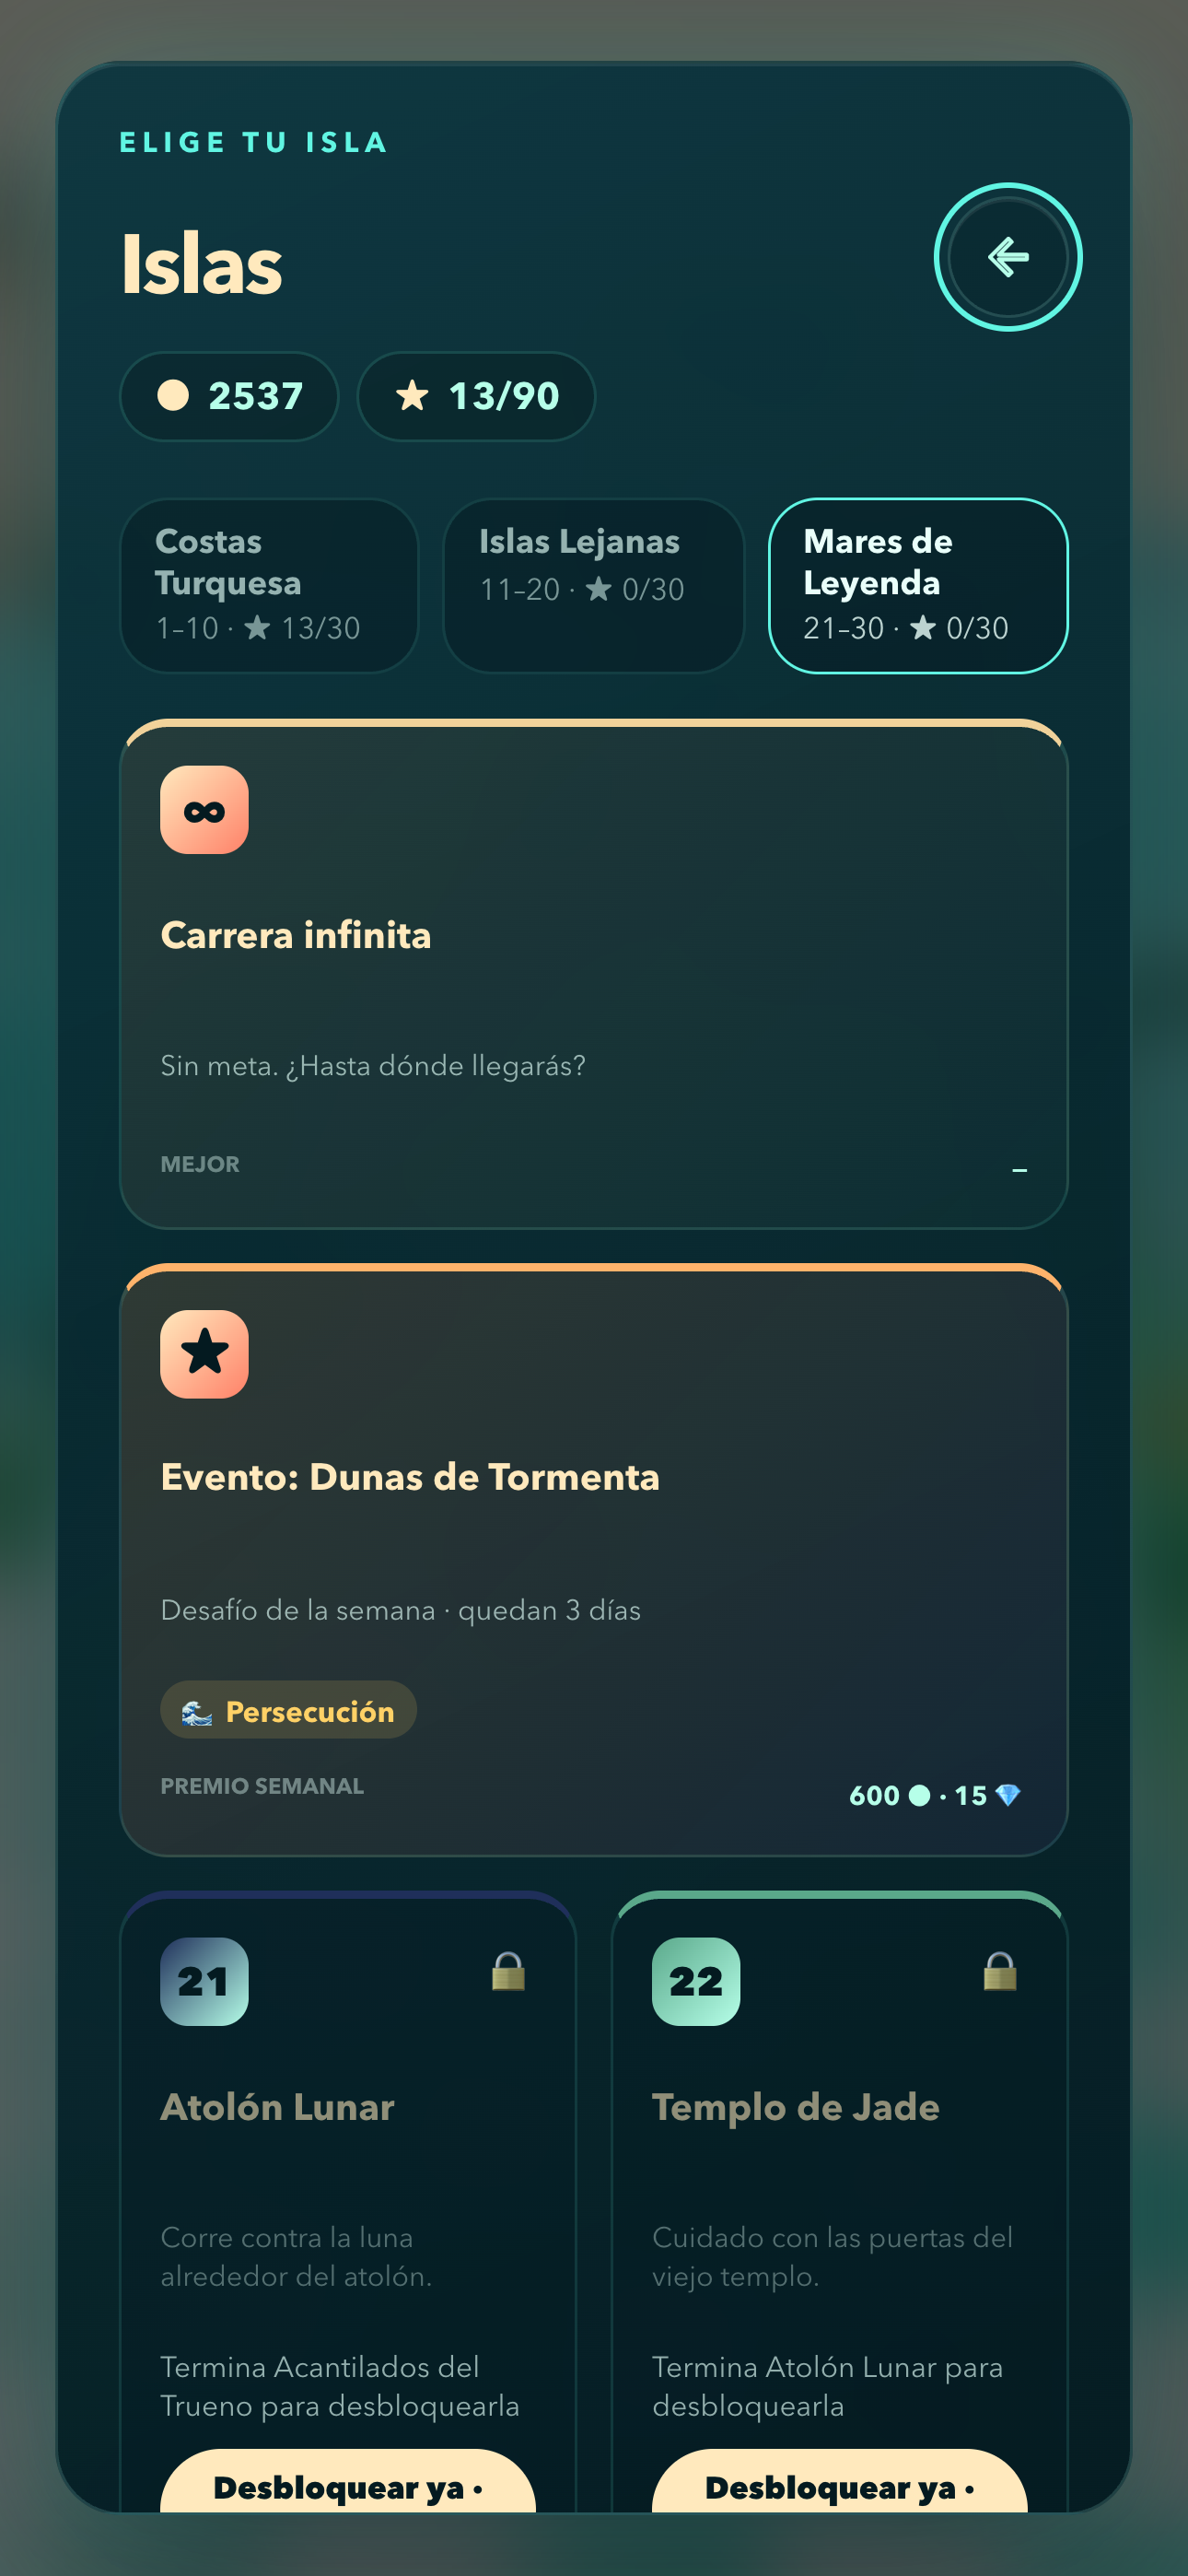 ELIGE TU ISLA
Islas
2537
★ 13/90
Costas
Turquesa
1–10 · ★ 13/30
Islas Lejanas
11–20 · ★ 0/30
Mares de
Leyenda
21–30 · ★ 0/30
∞
Carrera infinita
Sin meta. ¿Hasta dónde llegarás?
MEJOR
–
Evento: Dunas de Tormenta
Desafío de la semana · quedan 3 días
🌊 Persecución
PREMIO SEMANAL
600 ● · 15 💎
21
Atolón Lunar
Corre contra la luna
alrededor del atolón.
Termina Acantilados del
Trueno para desbloquearla
Desbloquear ya ·
22
Templo de Jade
Cuidado con las puertas del
viejo templo.
Termina Atolón Lunar para
desbloquearla
Desbloquear ya ·